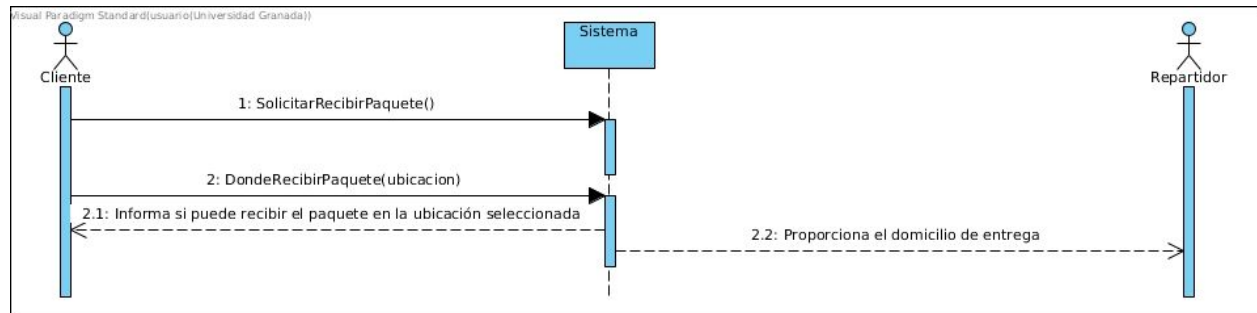 Visual Paradigm Standard(usuario(Universidad Granada))
Sistema
Cliente
Repartidor
1: SolicitarRecibirPaquete()
2: DondeRecibirPaquete(ubicacion)
2.1: Informa si puede recibir el paquete en la ubicación seleccionada
2.2: Proporciona el domicilio de entrega